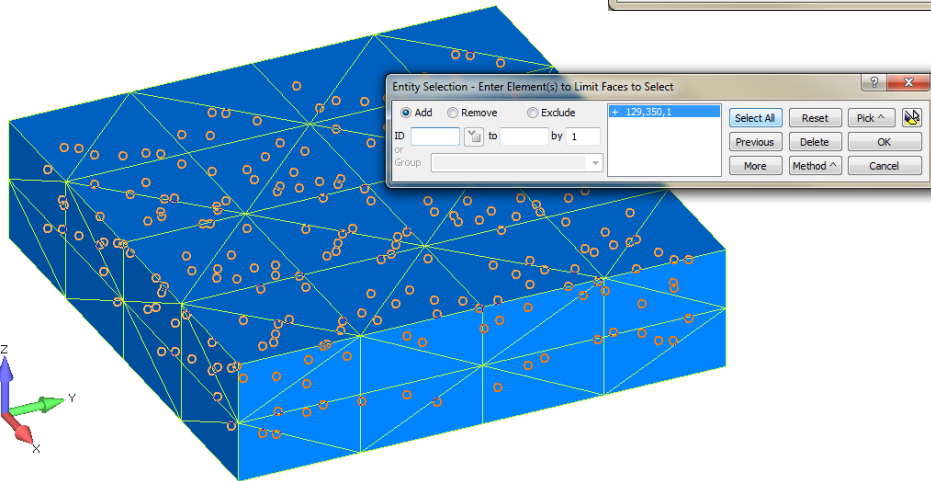 Entity Selection - Enter Element(s) to Limit Faces to Select
Add Remove Exclude
+ 129,350,1
Select All Reset Pick ^
ID to by 1
or
Group
Previous Delete OK
More Method ^ Cancel
Z
Y
X